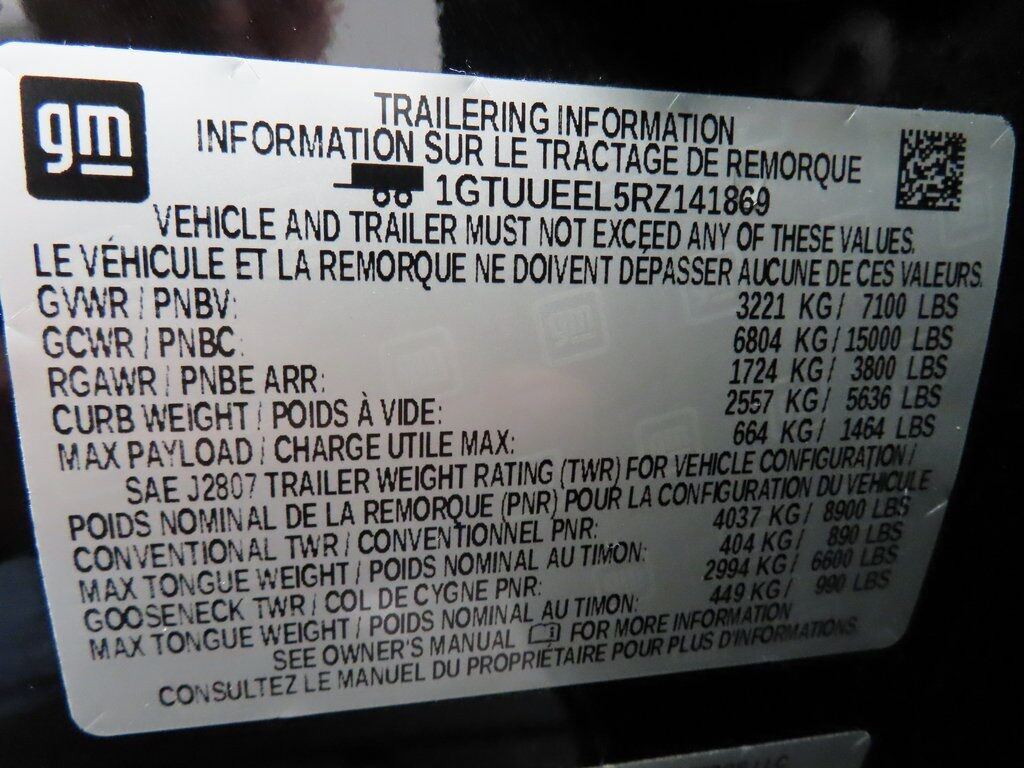 gm
TRAILERING INFORMATION
INFORMATION SUR LE TRACTAGE DE REMORQUE
1GTUUEEL5RZ141869
VEHICLE AND TRAILER MUST NOT EXCEED ANY OF THESE VALUES.
LE VÉHICULE ET LA REMORQUE NE DOIVENT DÉPASSER AUCUNE DE CES VALEURS.
GVWR / PNBV: 3221 KG/ 7100 LBS
GCWR / PNBC: 6804 KG/ 15000 LBS
RGAWR / PNBE ARR: 1724 KG/ 3800 LBS
CURB WEIGHT / POIDS À VIDE: 2557 KG/ 5636 LBS
MAX PAYLOAD / CHARGE UTILE MAX: 664 KG/ 1464 LBS
SAE J2807 TRAILER WEIGHT RATING (TWR) FOR VEHICLE CONFIGURATION /
POIDS NOMINAL DE LA REMORQUE (PNR) POUR LA CONFIGURATION DU VÉHICULE
CONVENTIONAL TWR / CONVENTIONNEL PNR: 4037 KG/ 8900 LBS
MAX TONGUE WEIGHT / POIDS NOMINAL AU TIMON: 404 KG/ 890 LBS
GOOSENECK TWR / COL DE CYGNE PNR: 2994 KG/ 6600 LBS
MAX TONGUE WEIGHT / POIDS NOMINAL AU TIMON: 449 KG/ 990 LBS
SEE OWNER'S MANUAL FOR MORE INFORMATION
CONSULTEZ LE MANUEL DU PROPRIÉTAIRE POUR PLUS D'INFORMATIONS.